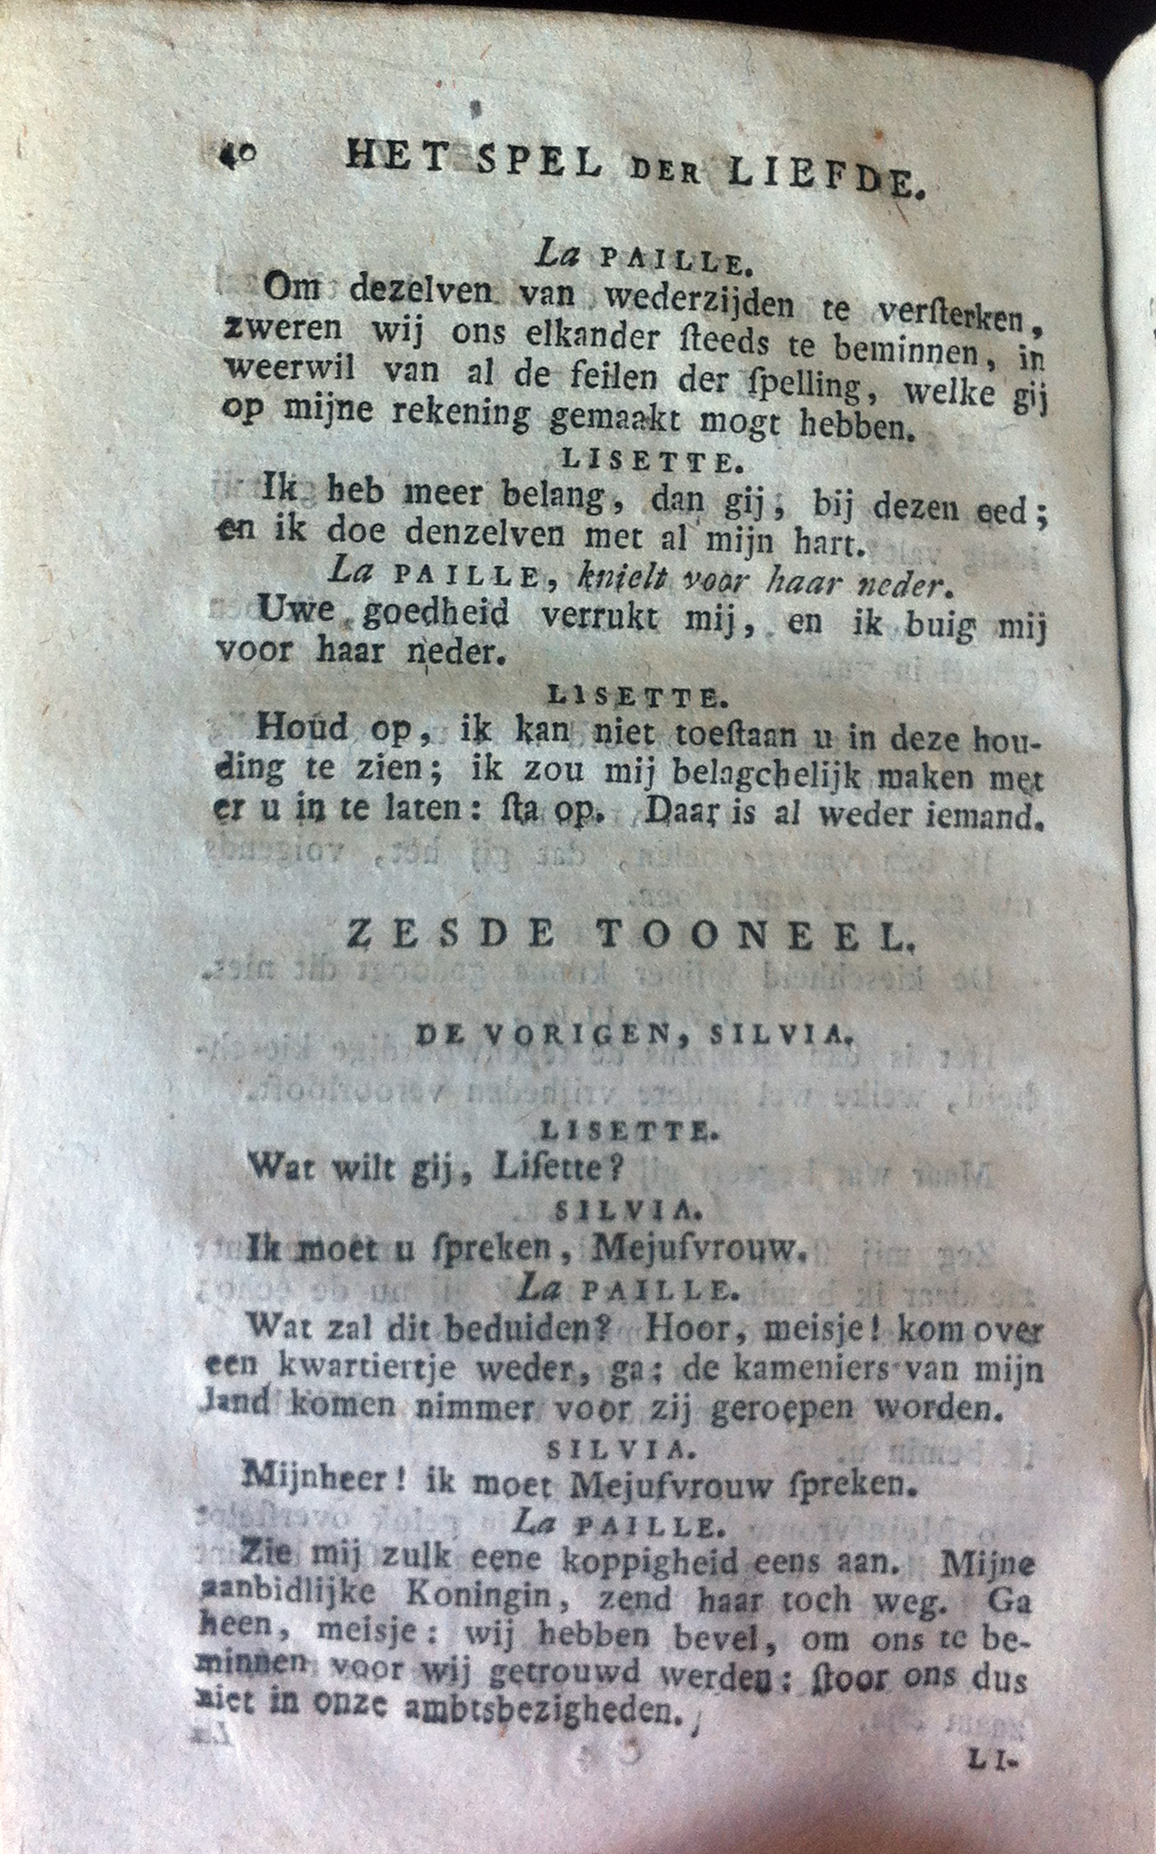 40 HET SPEL DER LIEFDE.
La PAILLE.
Om dezelven van wederzijden te verſterken,
zweren wij ons elkander ſteeds te beminnen, in
weerwil van al de feilen der ſpelling, welke gij
op mijne rekening gemaakt mogt hebben.
LISETTE.
Ik heb meer belang, dan gij, bij dezen eed;
en ik doe denzelven met al mijn hart.
La PAILLE, knielt voor haar neder.
Uwe goedheid verrukt mij, en ik buig mij
voor haar neder.
LISETTE.
Houd op, ik kan niet toeſtaan u in deze hou-
ding te zien; ik zou mij belagchelijk maken met
er u in te laten: ſta op. Daar is al weder iemand.
ZESDE TOONEEL.
DE VORIGEN, SILVIA.
LISETTE.
Wat wilt gij, Liſette?
SILVIA.
Ik moet u ſpreken, Mejufvrouw.
La PAILLE.
Wat zal dit beduiden? Hoor, meisje! kom over
een kwartiertje weder, ga: de kameniers van mijn
land komen nimmer voor zij geroepen worden.
SILVIA.
Mijnheer! ik moet Mejufvrouw ſpreken.
La PAILLE.
Zie mij zulk eene koppigheid eens aan. Mijne
aanbidlijke Koningin, zend haar toch weg. Ga
heen, meisje: wij hebben bevel, om ons te be-
minnen voor wij getrouwd werden: ſtoor ons dus
niet in onze ambtsbezigheden.
LI-